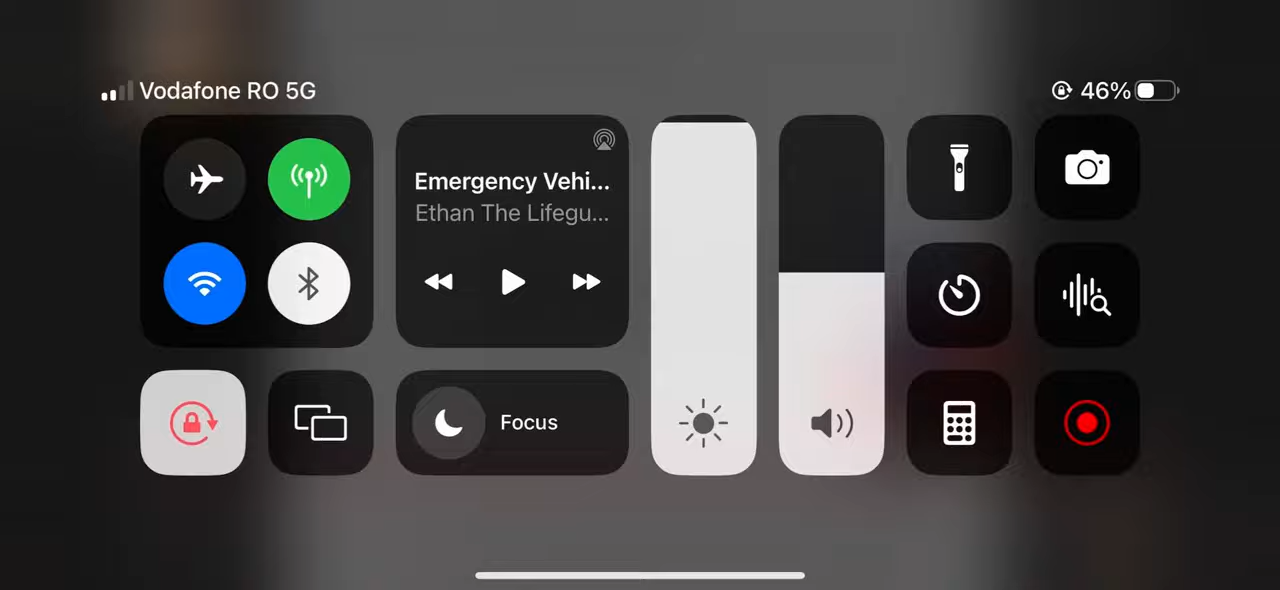 Vodafone RO 5G
46%
Emergency Vehi...
Ethan The Lifegu...
Focus